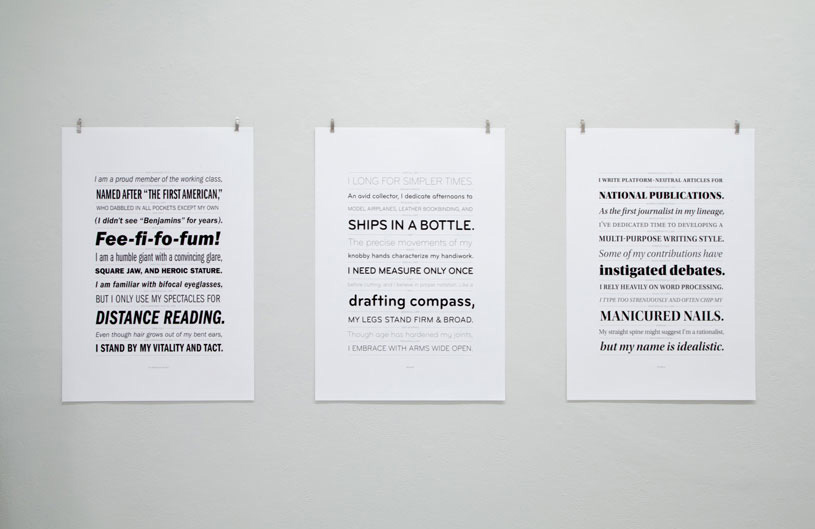 I am a proud member of the working class,
NAMED AFTER “THE FIRST AMERICAN,”
WHO DABBLED IN ALL POCKETS EXCEPT MY OWN
(I didn’t see “Benjamins” for years).
Fee-fi-fo-fum!
I am a humble giant with a convincing glare,
SQUARE JAW, AND HEROIC STATURE.
I am familiar with bifocal eyeglasses,
BUT I ONLY USE MY SPECTACLES FOR
DISTANCE READING.
Even though hair grows out of my bent ears,
I STAND BY MY VITALITY AND TACT.
I LONG FOR SIMPLER TIMES.
An avid collector, I dedicate afternoons to
MODEL AIRPLANES, LEATHER BOOKBINDING, AND
SHIPS IN A BOTTLE.
The precise movements of my
knobby hands characterize my handiwork.
I NEED MEASURE ONLY ONCE
before cutting, and I believe in proper notation. Like a
drafting compass,
MY LEGS STAND FIRM & BROAD.
Though age has hardened my joints,
I EMBRACE WITH ARMS WIDE OPEN.
I WRITE PLATFORM-NEUTRAL ARTICLES FOR
NATIONAL PUBLICATIONS.
As the first journalist in my lineage,
I’VE DEDICATED TIME TO DEVELOPING A
MULTI-PURPOSE WRITING STYLE.
Some of my contributions have
instigated debates.
I RELY HEAVILY ON WORD PROCESSING.
I TYPE TOO STRENUOUSLY AND OFTEN CHIP MY
MANICURED NAILS.
My straight spine might suggest I’m a rationalist,
but my name is idealistic.